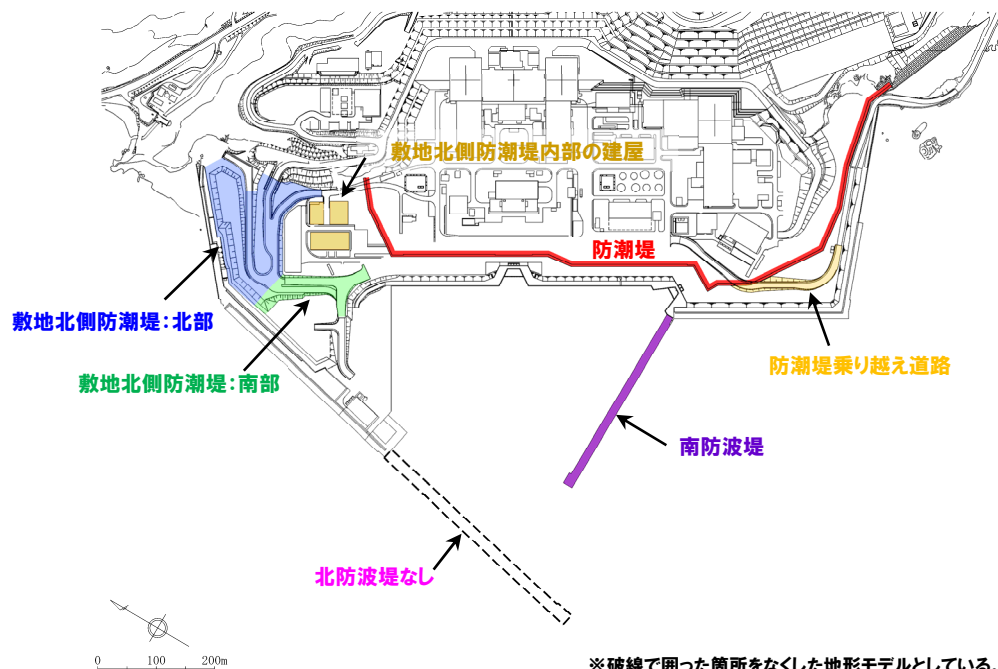 敷地北側防潮堤内部の建屋
防潮堤
敷地北側防潮堤:北部
防潮堤乗り越え道路
敷地北側防潮堤:南部
南防波堤
北防波堤なし
0 100 200m
※破線で囲った箇所をなくした地形モデルとしている。